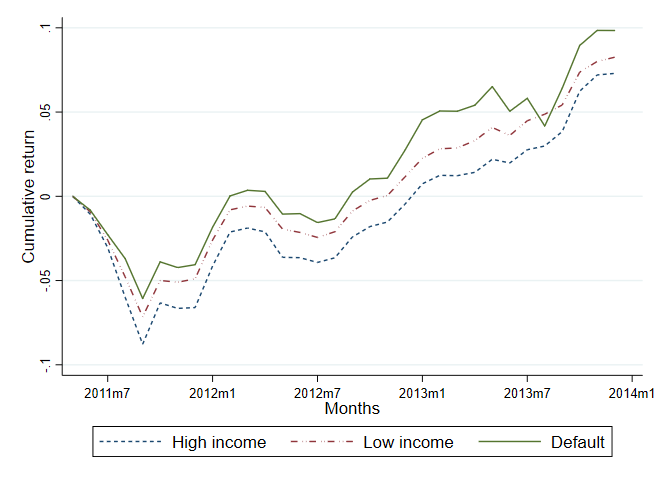 Cumulative return
.1
.05
0
-.05
-.1
2011m7 2012m1 2012m7 2013m1 2013m7 2014m1
Months
High income Low income Default